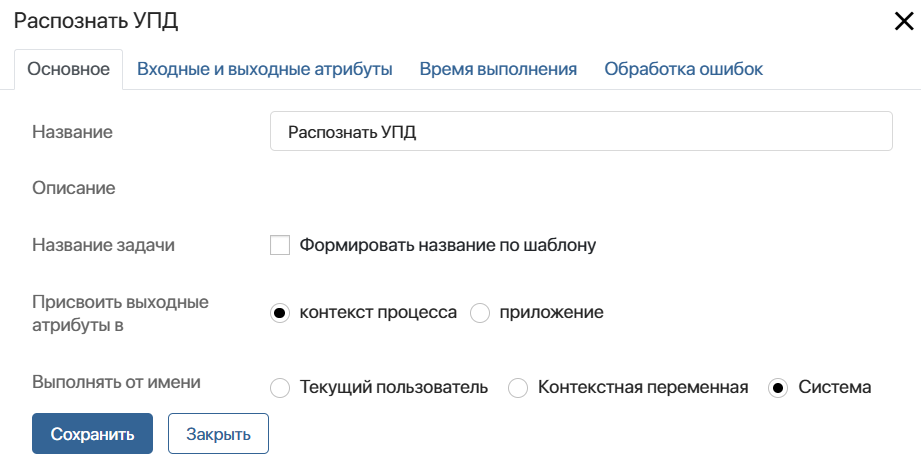 Распознать УПД
Основное Входные и выходные атрибуты Время выполнения Обработка ошибок
Название Распознать УПД
Описание
Название задачи Формировать название по шаблону
Присвоить выходные
атрибуты в контекст процесса приложение
Выполнять от имени Текущий пользователь Контекстная переменная Система
Сохранить Закрыть